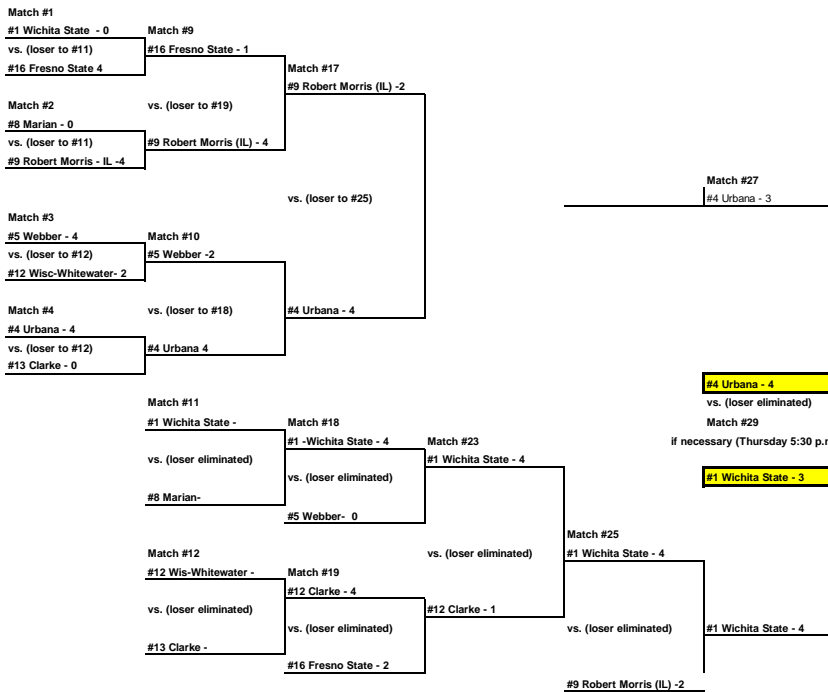 Match #1
#1 Wichita State - 0
vs. (loser to #11)
#16 Fresno State 4
Match #9
#16 Fresno State - 1
Match #2
#8 Marian - 0
vs. (loser to #11)
#9 Robert Morris - IL -4
vs. (loser to #19)
#9 Robert Morris (IL) - 4
Match #17
#9 Robert Morris (IL) -2
vs. (loser to #25)
Match #3
#5 Webber - 4
vs. (loser to #12)
#12 Wisc-Whitewater- 2
Match #10
#5 Webber -2
Match #4
#4 Urbana - 4
vs. (loser to #12)
#13 Clarke - 0
vs. (loser to #18)
#4 Urbana 4
#4 Urbana - 4
Match #27
#4 Urbana - 3
#4 Urbana - 4
vs. (loser eliminated)
Match #29
if necessary (Thursday 5:30 p.
#1 Wichita State - 3
Match #11
#1 Wichita State -
vs. (loser eliminated)
#8 Marian-
Match #18
#1 -Wichita State - 4
vs. (loser eliminated)
#5 Webber- 0
Match #23
#1 Wichita State - 4
vs. (loser eliminated)
#12 Clarke - 1
Match #12
#12 Wis-Whitewater -
vs. (loser eliminated)
#13 Clarke -
Match #19
#12 Clarke - 4
vs. (loser eliminated)
#16 Fresno State - 2
Match #25
#1 Wichita State - 4
vs. (loser eliminated)
#9 Robert Morris (IL) -2
#1 Wichita State - 4